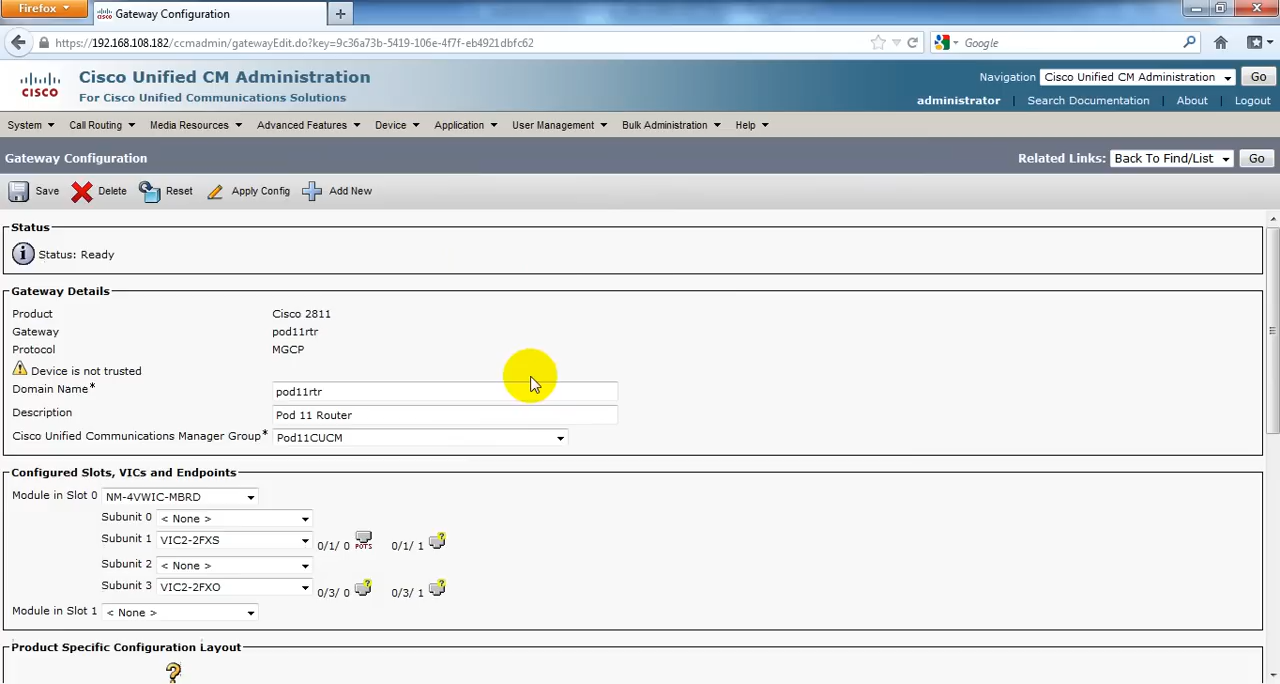 Firefox
Gateway Configuration
https://192.168.108.182/ccmadmin/gatewayEdit.do?key=9c36a73b-5419-106e-4f7f-eb4921dbfc62
Google
CISCO
Cisco Unified CM Administration
For Cisco Unified Communications Solutions
Navigation Cisco Unified CM Administration Go
administrator | Search Documentation | About | Logout
System Call Routing Media Resources Advanced Features Device Application User Management Bulk Administration Help
Gateway Configuration
Related Links: Back To Find/List Go
Save Delete Reset Apply Config Add New
Status
Status: Ready
Gateway Details
Product Cisco 2811
Gateway pod11rtr
Protocol MGCP
Device is not trusted
Domain Name* pod11rtr
Description Pod 11 Router
Cisco Unified Communications Manager Group* Pod11CUCM
Configured Slots, VICs and Endpoints
Module in Slot 0 NM-4VWIC-MBRD
Subunit 0 < None >
Subunit 1 VIC2-2FXS 0/1/ 0 POTS 0/1/ 1
Subunit 2 < None >
Subunit 3 VIC2-2FXO 0/3/ 0 0/3/ 1
Module in Slot 1 < None >
Product Specific Configuration Layout